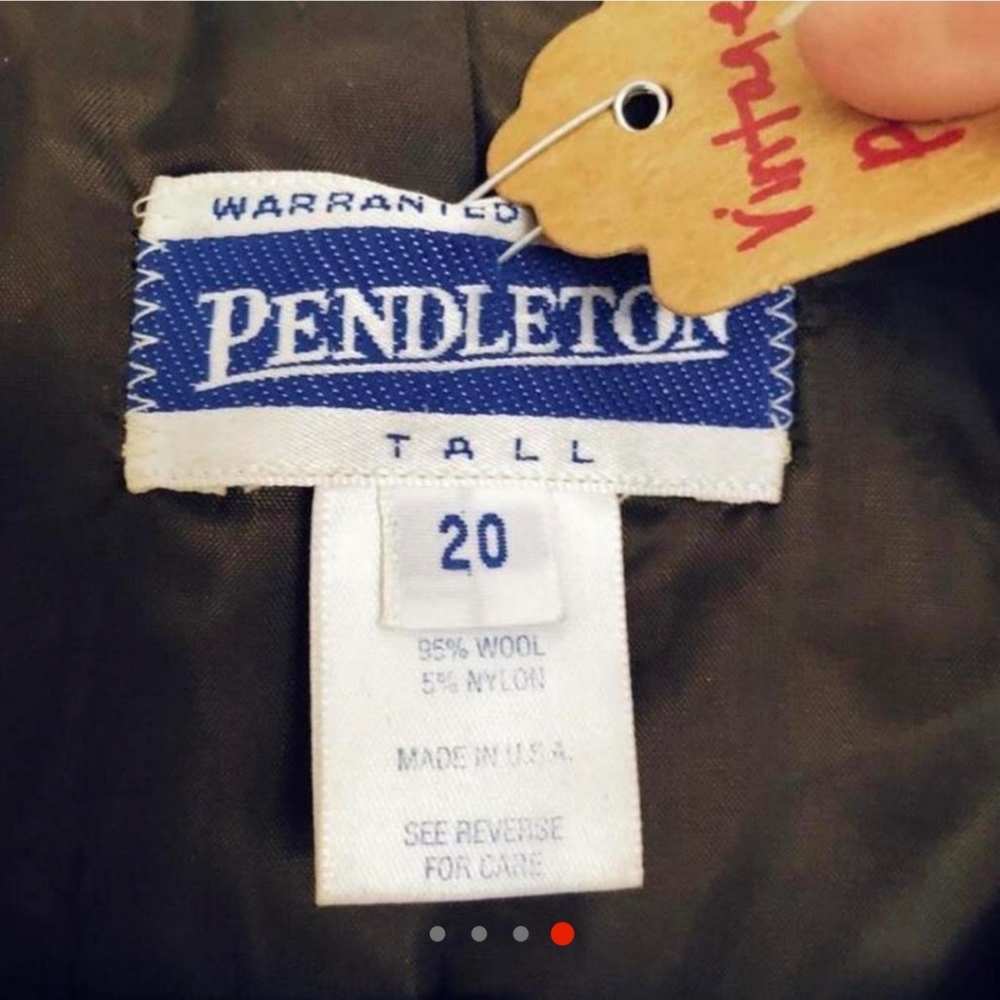 Vintage
P
WARRANTED
PENDLETON
TALL
20
95% WOOL
5% NYLON
MADE IN U.S.A.
SEE REVERSE
FOR CARE